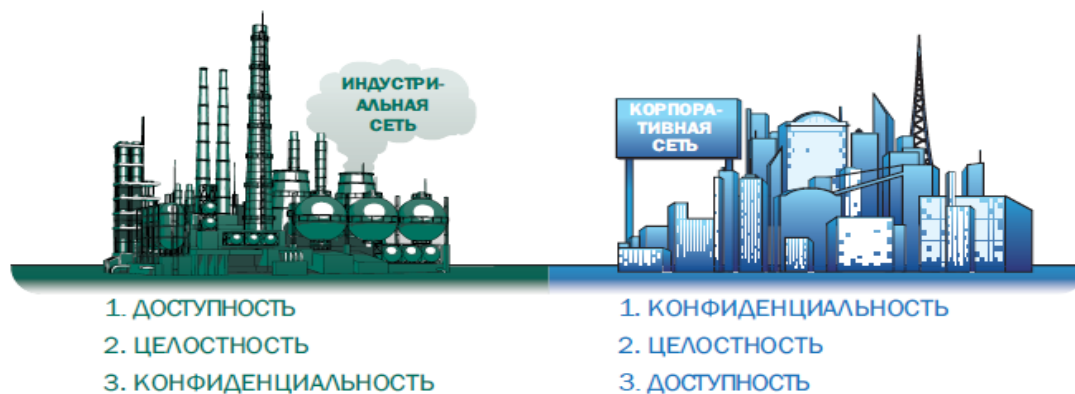 ИНДУСТРИ-
АЛЬНАЯ
СЕТЬ
КОРПОРА-
ТИВНАЯ
СЕТЬ
1. ДОСТУПНОСТЬ
2. ЦЕЛОСТНОСТЬ
3. КОНФИДЕНЦИАЛЬНОСТЬ
1. КОНФИДЕНЦИАЛЬНОСТЬ
2. ЦЕЛОСТНОСТЬ
3. ДОСТУПНОСТЬ